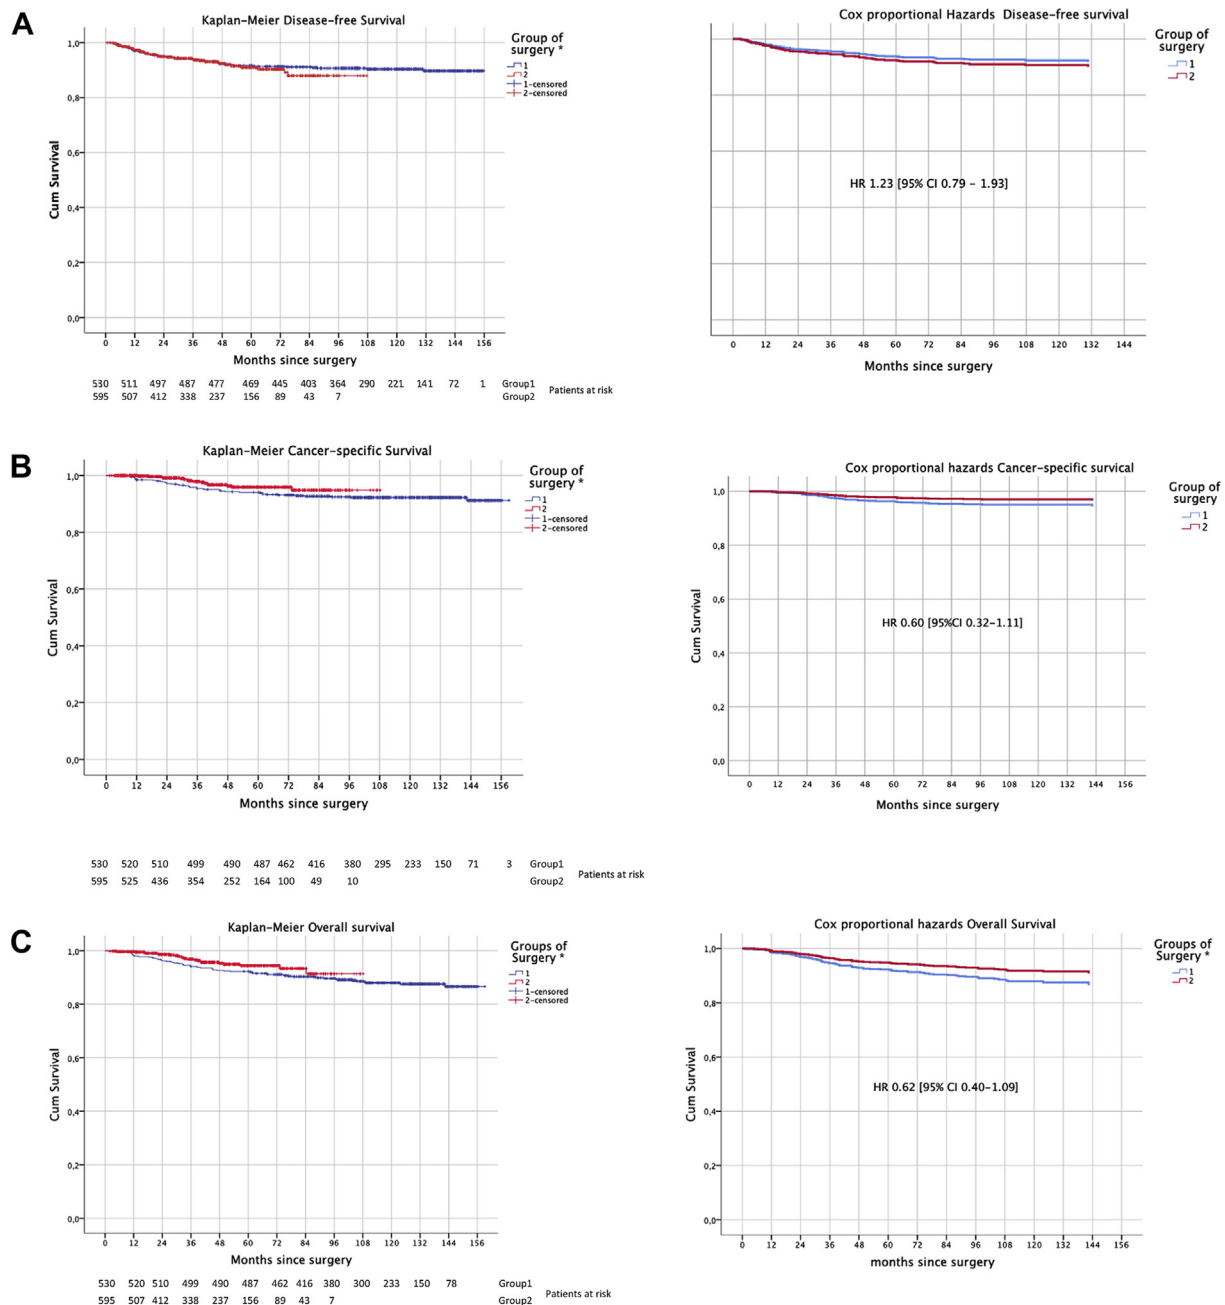 A
Kaplan-Meier Disease-free Survival
Group of
surgery *
1
2
1-censored
2-censored
Cum Survival
1,0
0,8
0,6
0,4
0,2
0,0
0 12 24 36 48 60 72 84 96 108 120 132 144 156
Months since surgery
530 511 497 487 477 469 445 403 364 290 221 141 72 1 Group1
595 507 412 338 237 156 89 43 7 Group2
Patients at risk
Cox proportional Hazards Disease-free survival
Group of
surgery
1
2
HR 1.23 [95% CI 0.79 - 1.93]
0 12 24 36 48 60 72 84 96 108 120 132 144
Months since surgery
B
Kaplan-Meier Cancer-specific Survival
Group of
surgery *
1
2
1-censored
2-censored
Cum Survival
1,0
0,8
0,6
0,4
0,2
0,0
0 12 24 36 48 60 72 84 96 108 120 132 144 156
Months since surgery
530 520 510 499 490 487 462 416 380 295 233 150 71 3 Group1
595 525 436 354 252 164 100 49 10 Group2
Patients at risk
Cox proportional hazards Cancer-specific survical
Group of
surgery
1
2
Cum Survival
1,0
0,8
0,6
0,4
0,2
0,0
HR 0.60 [95%CI 0.32-1.11]
0 12 24 36 48 60 72 84 96 108 120 132 144 156
Months since surgery
C
Kaplan-Meier Overall survival
Groups of
Surgery *
1
2
1-censored
2-censored
Cum Survival
1,0
0,8
0,6
0,4
0,2
0,0
0 12 24 36 48 60 72 84 96 108 120 132 144 156
Months since surgery
530 520 510 499 490 487 462 416 380 300 233 150 78 Group1
595 507 412 338 237 156 89 43 7 Group2
Patients at risk
Cox proportional hazards Overall Survival
Groups of
Surgery *
1
2
Cum Survival
1,0
0,8
0,6
0,4
0,2
0,0
HR 0.62 [95% CI 0.40-1.09]
0 12 24 36 48 60 72 84 96 108 120 132 144 156
months since surgery